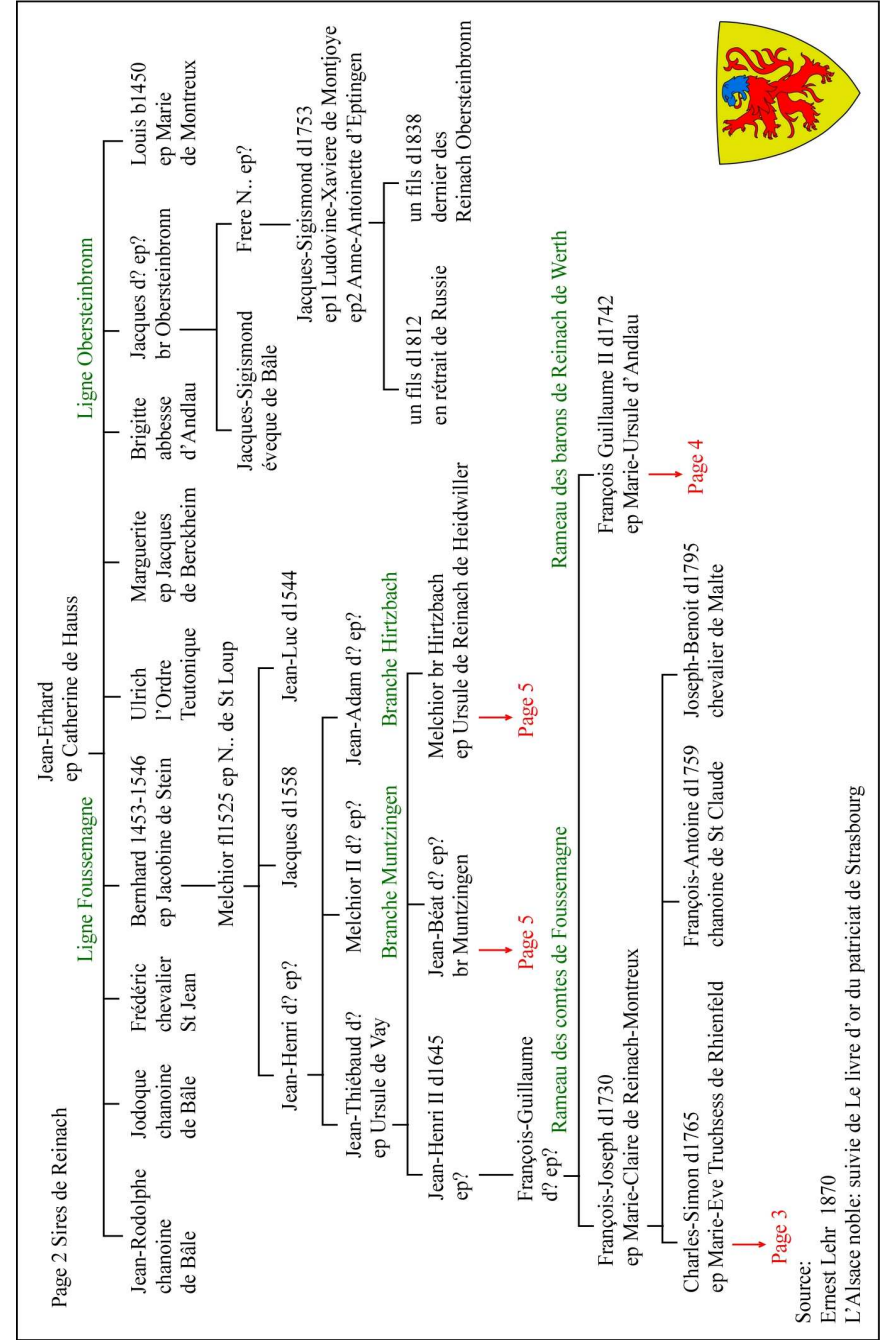 Page 2 Sires de Reinach
Jean-Erhard
ep Catherine de Hauss
Ligne Foussemagne
Ligne Obersteinbronn
Jean-Rodolphe
chanoine
de Bâle
Jodoque
chanoine
de Bâle
Frédéric
chevalier
St Jean
Bernhard 1453-1546
ep Jacobine de Stein
Ulrich
l'Ordre
Teutonique
Marguerite
ep Jacques
de Berckheim
Brigitte
abbesse
d'Andlau
Jacques d? ep?
br Obersteinbronn
Louis b1450
ep Marie
de Montreux
Melchior fl1525 ep N.. de St Loup
Jacques-Sigismond
éveque de Bâle
Frere N.. ep?
Jean-Henri d? ep?
Jacques d1558
Jean-Luc d1544
Jacques-Sigismond d1753
ep1 Ludovine-Xaviere de Montjoye
ep2 Anne-Antoinette d'Eptingen
Jean-Thiébaud d?
ep Ursule de Vay
Melchior II d? ep?
Jean-Adam d? ep?
Branche Muntzingen
Branche Hirtzbach
un fils d1812
en rétrait de Russie
un fils d1838
dernier des
Reinach Obersteinbronn
Jean-Henri II d1645
ep?
Jean-Béat d? ep?
br Muntzingen
Page 5
Melchior br Hirtzbach
ep Ursule de Reinach de Heidwiller
Page 5
François-Guillaume
d? ep?
Rameau des comtes de Foussemagne
Rameau des barons de Reinach de Werth
François-Joseph d1730
ep Marie-Claire de Reinach-Montreux
François Guillaume II d1742
ep Marie-Ursule d'Andlau
Page 4
Charles-Simon d1765
ep Marie-Eve Truchsess de Rhienfeld
Page 3
François-Antoine d1759
chanoine de St Claude
Joseph-Benoit d1795
chevalier de Malte
Source:
Ernest Lehr 1870
L'Alsace noble: suivie de Le livre d'or du patriciat de Strasbourg